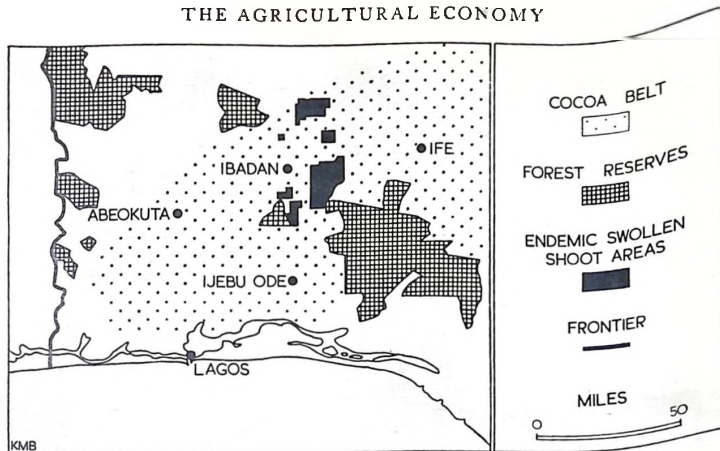 THE AGRICULTURAL ECONOMY
IFE
IBADAN
ABEOKUTA
IJEBU ODE
LAGOS
KMB
COCOA BELT
FOREST RESERVES
ENDEMIC SWOLLEN
SHOOT AREAS
FRONTIER
MILES
0 50